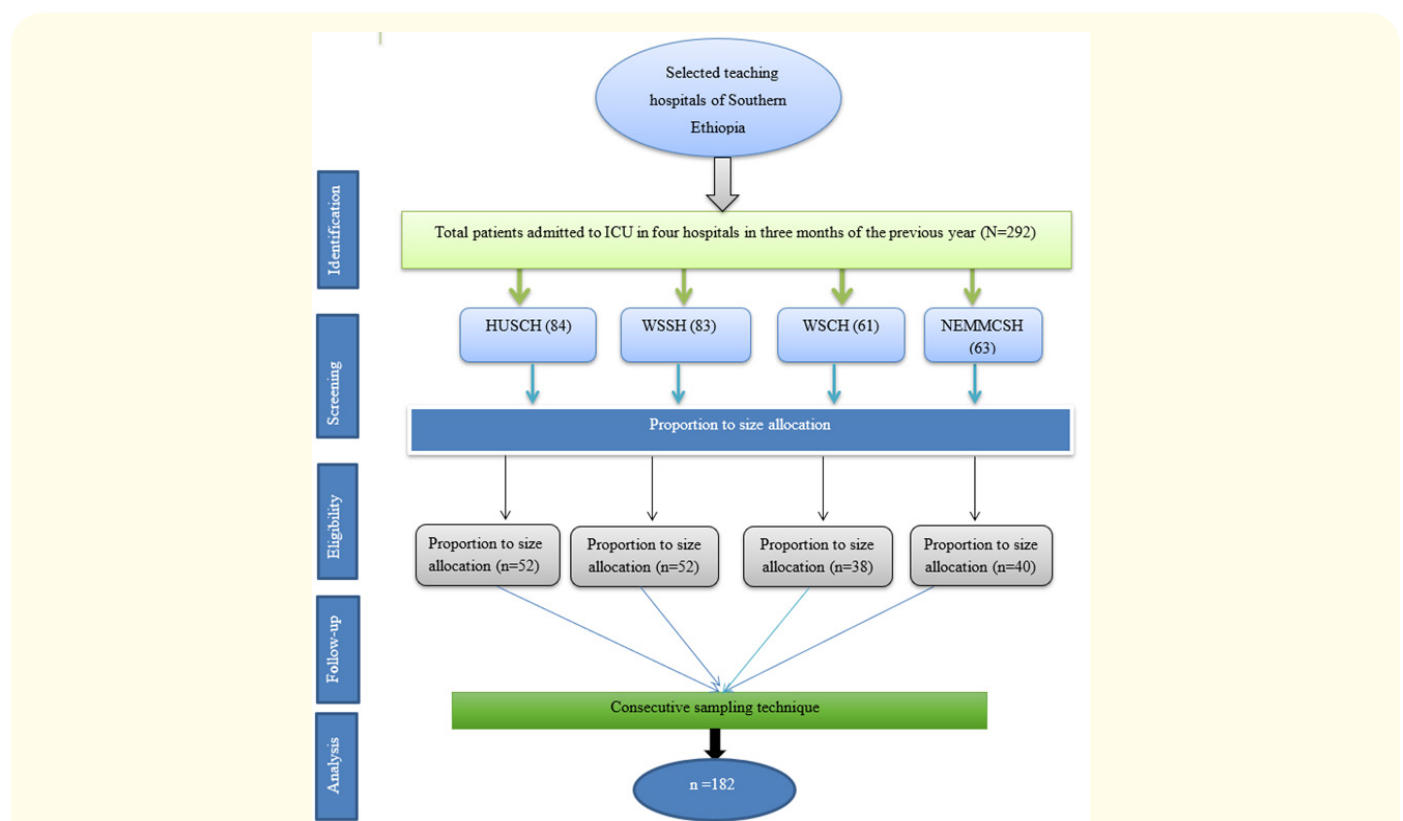 Selected teaching
hospitals of Southern
Ethiopia
Identification
Total patients admitted to ICU in four hospitals in three months of the previous year (N=292)
Screening
HUSCH (84)
WSSH (83)
WSCH (61)
NEMMCSH
(63)
Proportion to size allocation
Eligibility
Proportion to size
allocation (n=52)
Proportion to size
allocation (n=52)
Proportion to size
allocation (n=38)
Proportion to size
allocation (n=40)
Follow-up
Consecutive sampling technique
Analysis
n =182